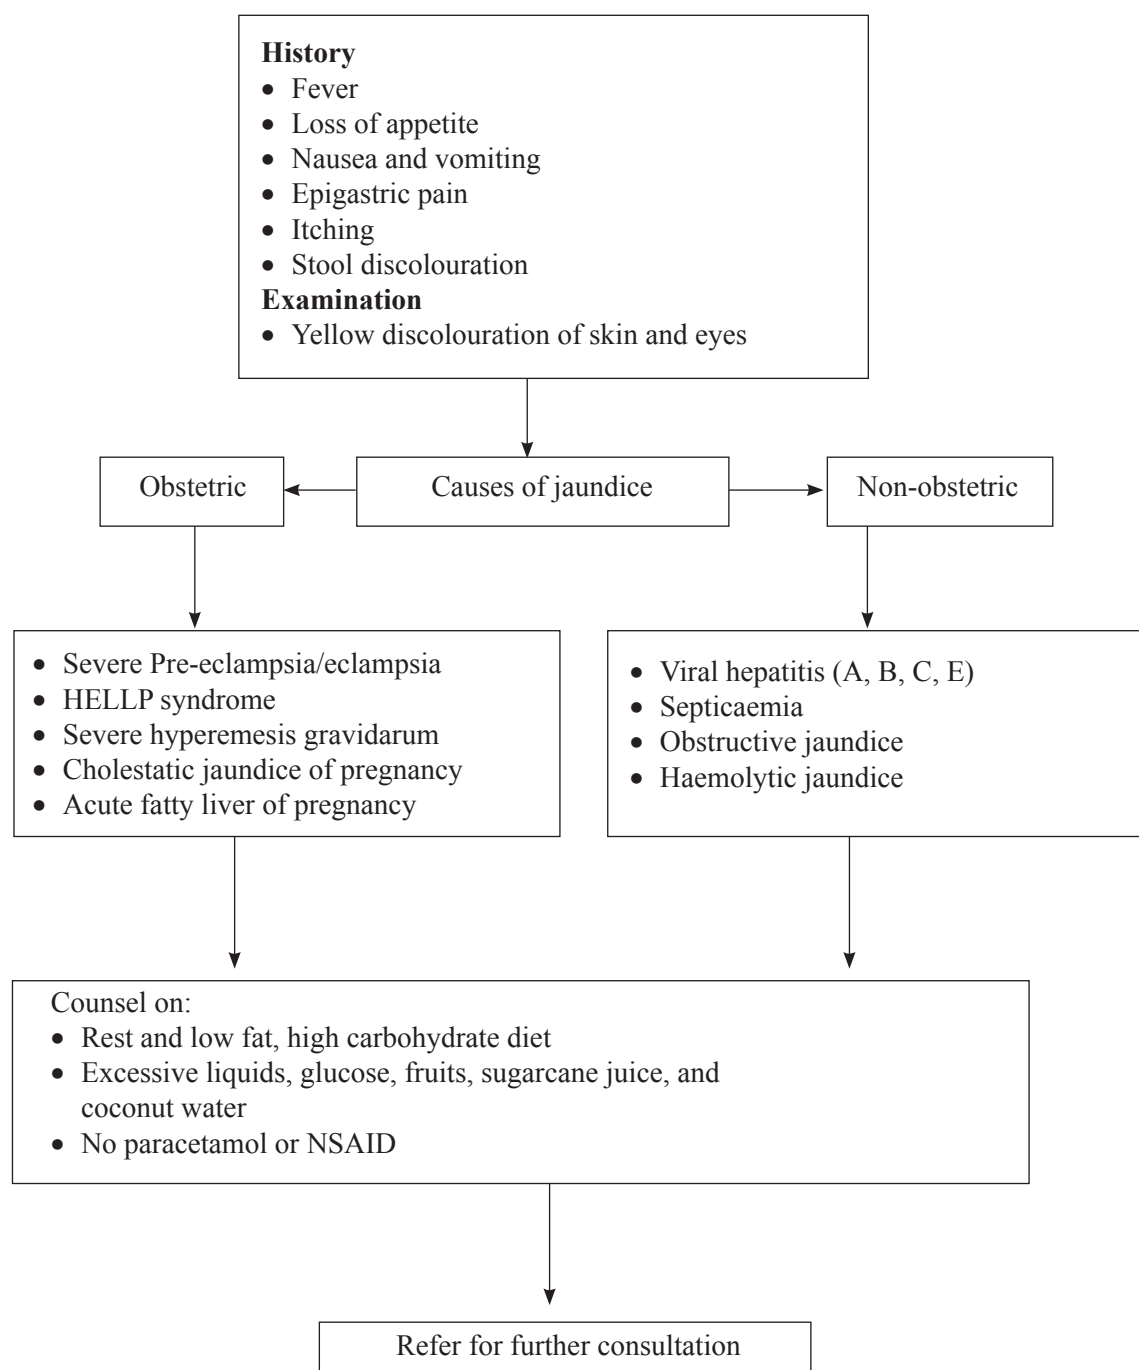 History
• Fever
• Loss of appetite
• Nausea and vomiting
• Epigastric pain
• Itching
• Stool discolouration
Examination
• Yellow discolouration of skin and eyes
Obstetric
Causes of jaundice
Non-obstetric
• Severe Pre-eclampsia/eclampsia
• HELLP syndrome
• Severe hyperemesis gravidarum
• Cholestatic jaundice of pregnancy
• Acute fatty liver of pregnancy
• Viral hepatitis (A, B, C, E)
• Septicaemia
• Obstructive jaundice
• Haemolytic jaundice
Counsel on:
• Rest and low fat, high carbohydrate diet
• Excessive liquids, glucose, fruits, sugarcane juice, and
coconut water
• No paracetamol or NSAID
Refer for further consultation